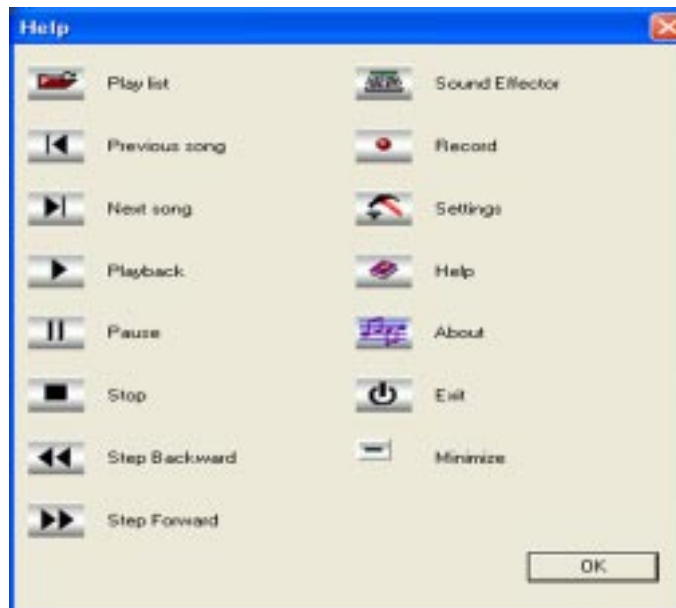 Help
Play list
Sound Effector
Previous song
Record
Next song
Settings
Playback
Help
Pause
About
Stop
Exit
Step Backward
Minimize
Step Forward
OK